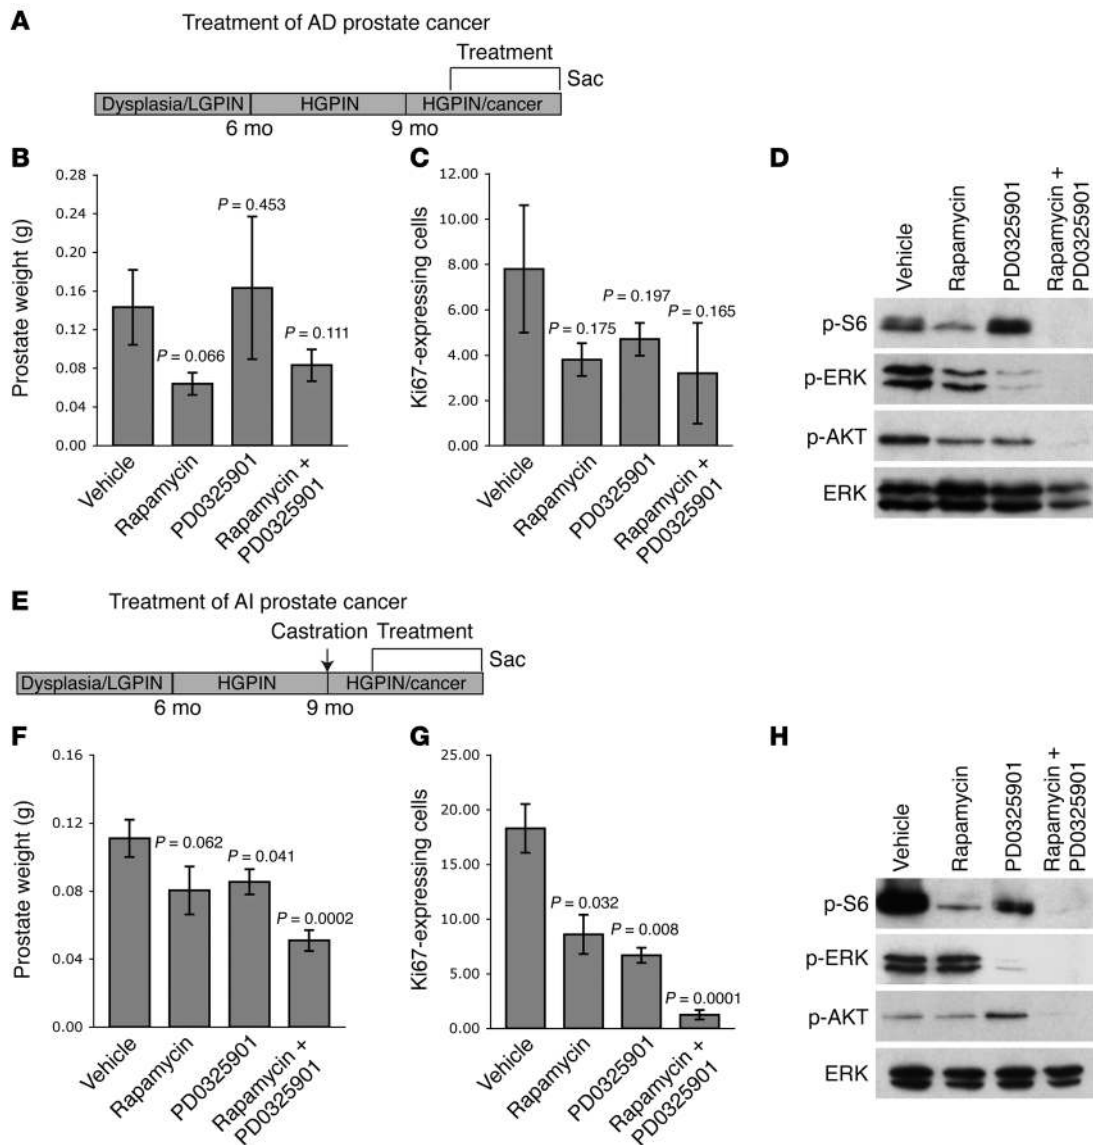 A
Treatment of AD prostate cancer
Treatment
Sac
Dysplasia/LGPIN HGPIN HGPIN/cancer
6 mo 9 mo
B
Prostate weight (g)
0.28
0.24
0.20
0.16
0.12
0.08
0.04
0.00
P = 0.066
P = 0.453
P = 0.111
Vehicle
Rapamycin
PD0325901
Rapamycin +
PD0325901
C
Ki67-expressing cells
12.00
10.00
8.00
6.00
4.00
2.00
0.00
P = 0.175
P = 0.197
P = 0.165
Vehicle
Rapamycin
PD0325901
Rapamycin +
PD0325901
D
Vehicle
Rapamycin
PD0325901
Rapamycin +
PD0325901
p-S6
p-ERK
p-AKT
ERK
E
Treatment of AI prostate cancer
Castration Treatment
Sac
Dysplasia/LGPIN HGPIN HGPIN/cancer
6 mo 9 mo
F
Prostate weight (g)
0.16
0.12
0.08
0.04
0.00
P = 0.062
P = 0.041
P = 0.0002
Vehicle
Rapamycin
PD0325901
Rapamycin +
PD0325901
G
Ki67-expressing cells
25.00
20.00
15.00
10.00
5.00
0.00
P = 0.032
P = 0.008
P = 0.0001
Vehicle
Rapamycin
PD0325901
Rapamycin +
PD0325901
H
Vehicle
Rapamycin
PD0325901
Rapamycin +
PD0325901
p-S6
p-ERK
p-AKT
ERK